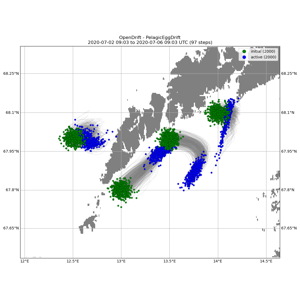 OpenDrift - PelagicEggDrift
2020-07-02 09:03 to 2020-07-06 09:03 UTC (97 steps)
initial (2000)
active (2000)
68.25°N
68.1°N
67.95°N
67.8°N
67.65°N
12°E
12.5°E
13°E
13.5°E
14°E
14.5°E